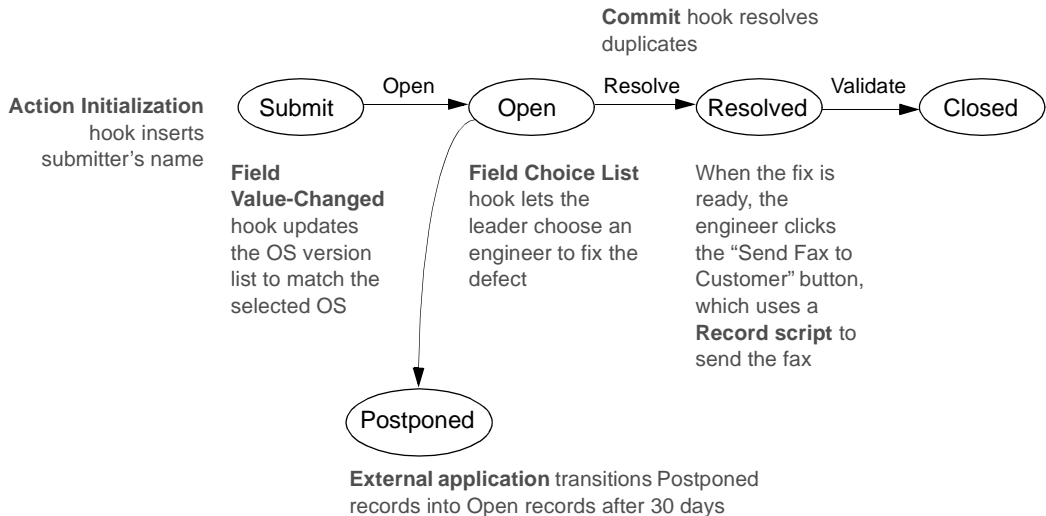 Commit hook resolves
duplicates
Action Initialization
hook inserts
submitter’s name
Submit
Open
Open
Resolve
Resolved
Validate
Closed
Field
Value-Changed
hook updates
the OS version
list to match the
selected OS
Field Choice List
hook lets the
leader choose an
engineer to fix the
defect
When the fix is
ready, the
engineer clicks
the “Send Fax to
Customer” button,
which uses a
Record script to
send the fax
Postponed
External application transitions Postponed
records into Open records after 30 days